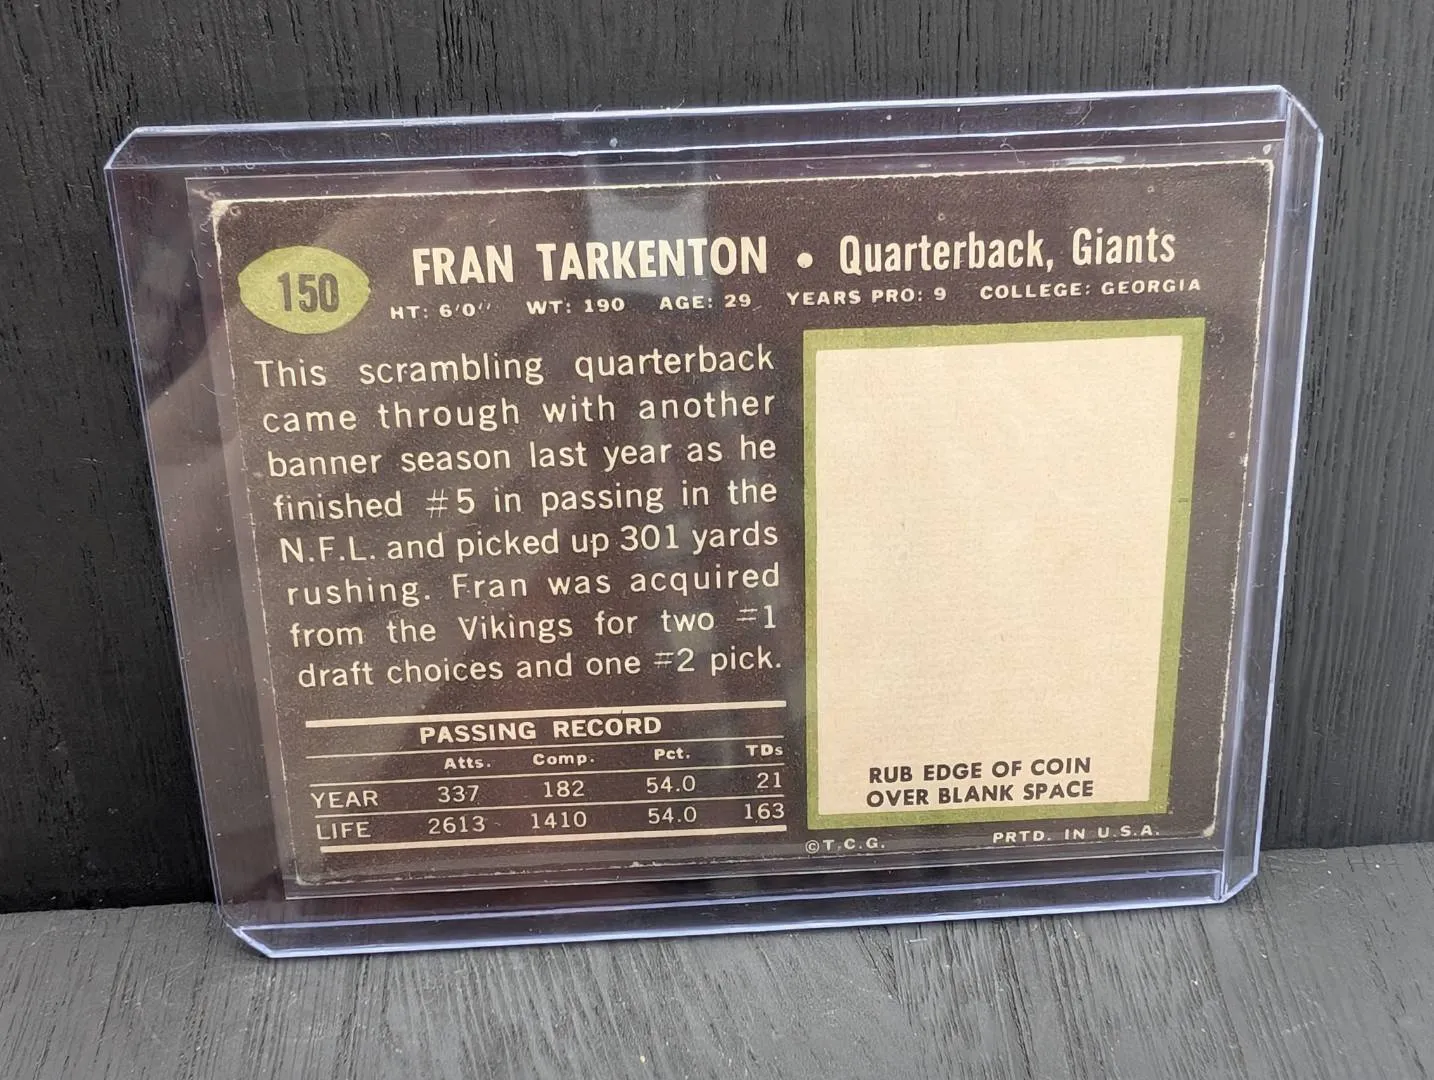 150
FRAN TARKENTON • Quarterback, Giants
HT: 6'0" WT: 190 AGE: 29 YEARS PRO: 9 COLLEGE: GEORGIA
This scrambling quarterback
came through with another
banner season last year as he
finished #5 in passing in the
N.F.L. and picked up 301 yards
rushing. Fran was acquired
from the Vikings for two #1
draft choices and one #2 pick.
PASSING RECORD
Atts. Comp. Pct. TDs
YEAR 337 182 54.0 21
LIFE 2613 1410 54.0 163
RUB EDGE OF COIN
OVER BLANK SPACE
©T.C.G. PRTD. IN U.S.A.